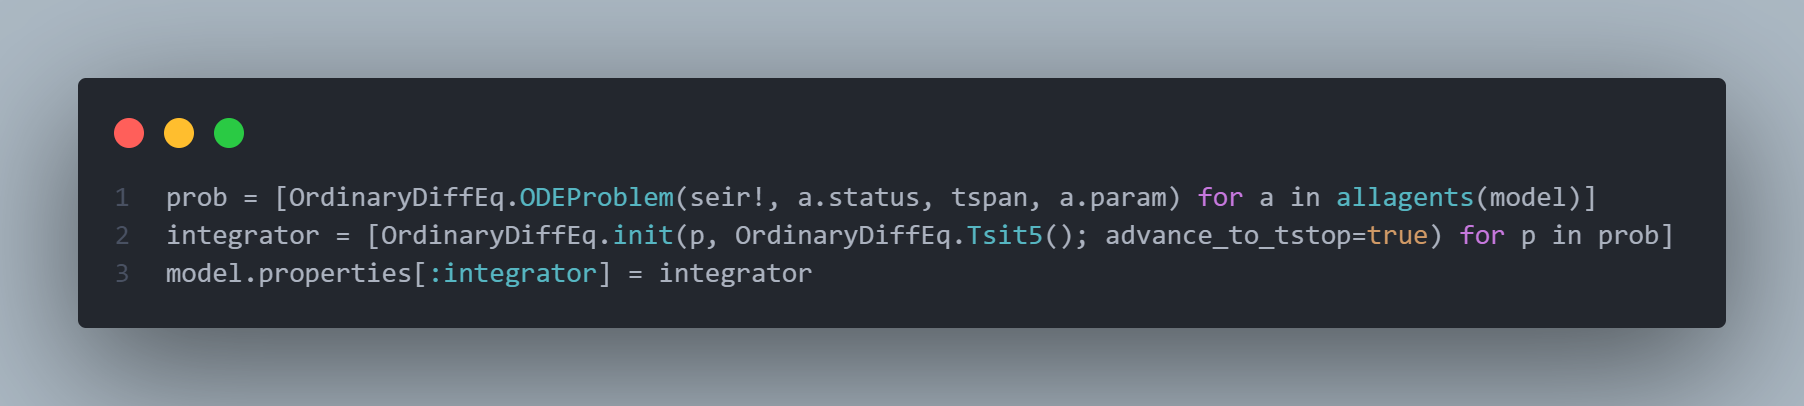 1 prob = [OrdinaryDiffEq.ODEProblem(seir!, a.status, tspan, a.param) for a in allagents(model)]
2 integrator = [OrdinaryDiffEq.init(p, OrdinaryDiffEq.Tsit5(); advance_to_tstop=true) for p in prob]
3 model.properties[:integrator] = integrator